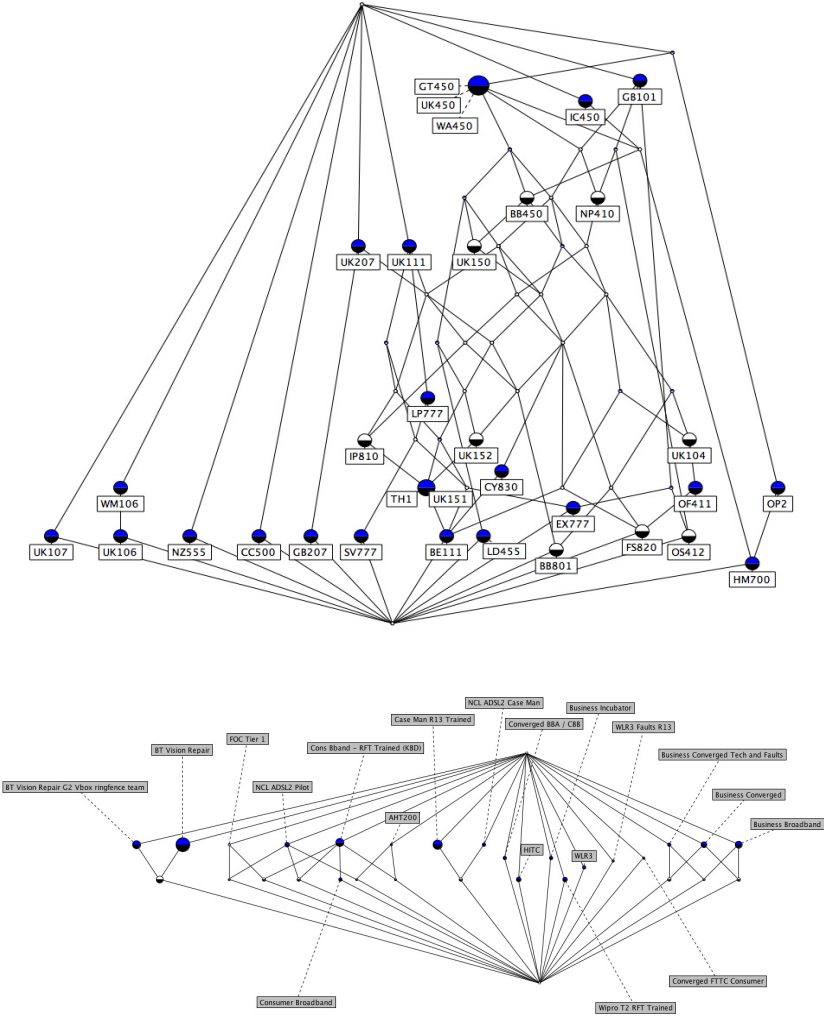 GT450
UK450
WA450
IC450
GB101
BB450
NP410
UK207
UK111
UK150
LP777
IP810
UK152
UK104
WM106
TH1
UK151
CY830
OF411
OP2
EX777
UK107
UK106
NZ555
CC500
GB207
SV777
BE111
LD455
BB801
FS820
OS412
HM700
NCL ADSL2 Case Man
Business Incubator
Case Man R13 Trained
Converged BBA / CBB
WLR3 Faults R13
FOC Tier 1
BT Vision Repair
Cons Bband - RFT Trained (KBD)
Business Converged Tech and Faults
BT Vision Repair G2 Vbox ringfence team
NCL ADSL2 Pilot
Business Converged
AHT200
Business Broadband
HITC
WLR3
Converged FTTC Consumer
Consumer Broadband
Wipro T2 RFT Trained